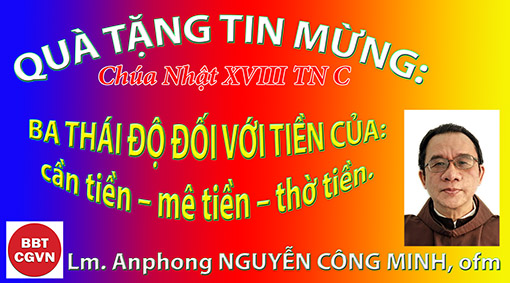 QUÀ TẶNG TIN MỪNG:
Chúa Nhật XVIII TN C
BA THÁI ĐỘ ĐỐI VỚI TIỀN CỦA:
cần tiền – mê tiền – thờ tiền.
BBT
CGVN
Lm. Anphong NGUYỄN CÔNG MINH, ofm